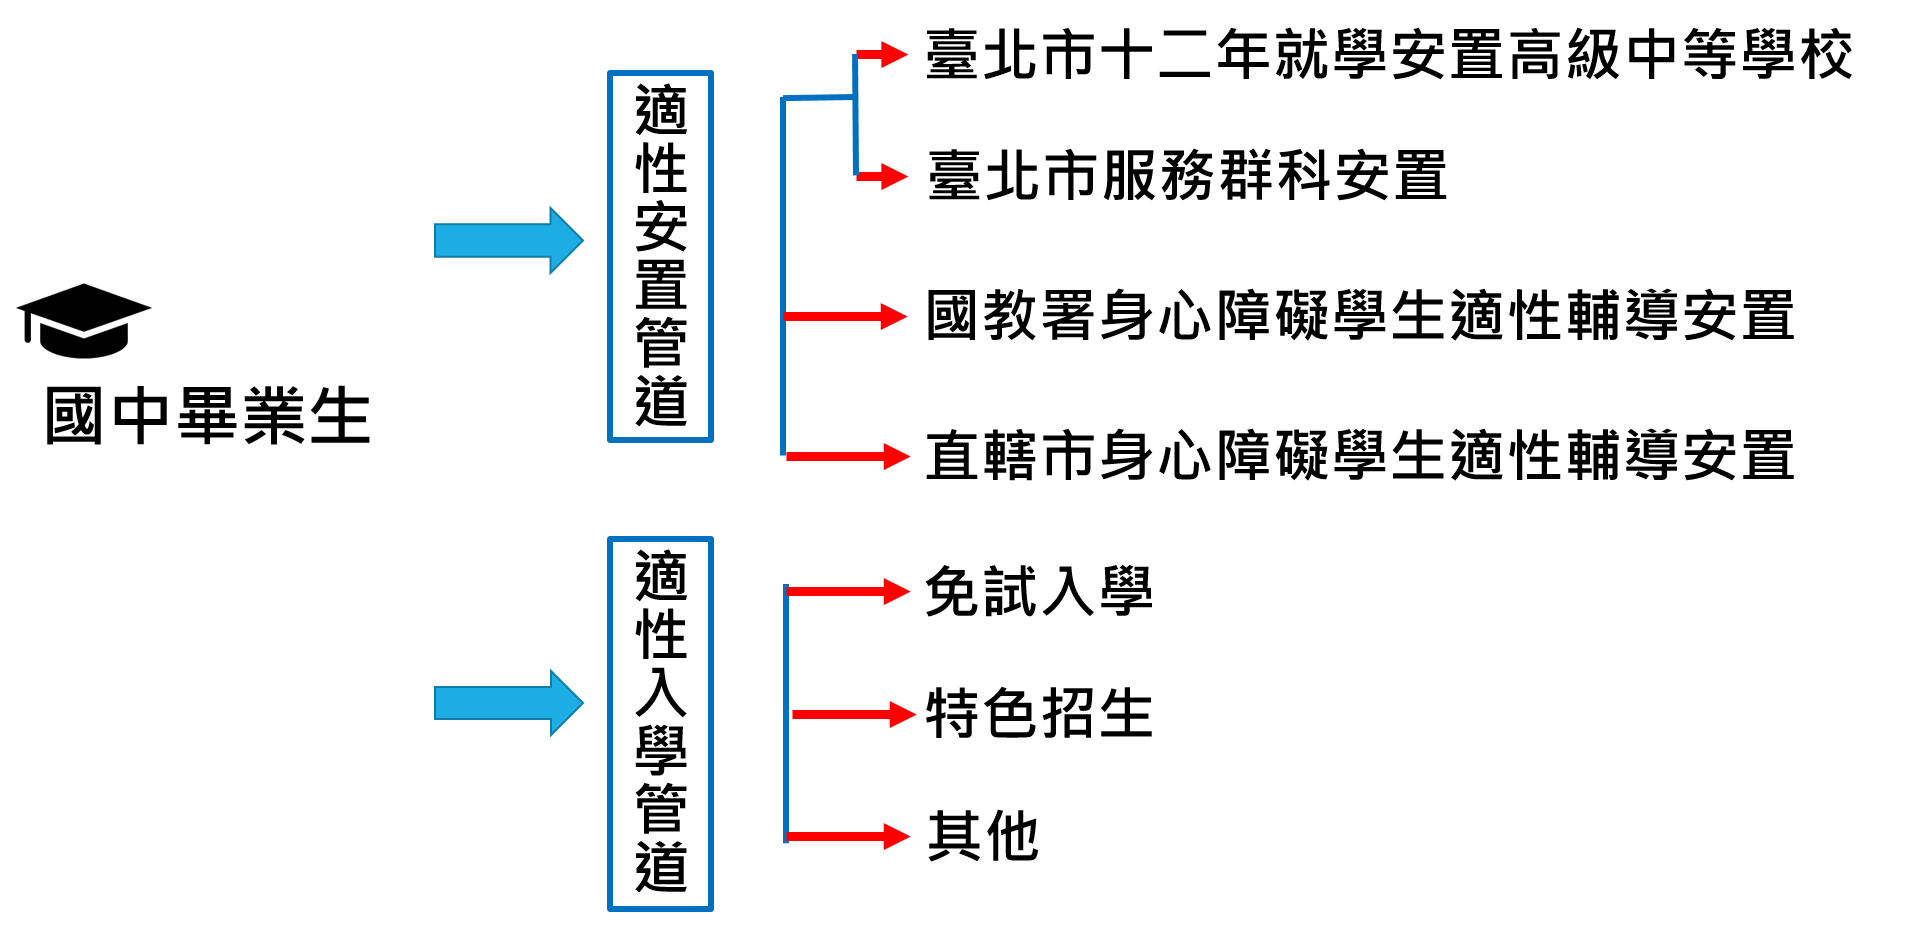 國中畢業生
適性安置管道
臺北市十二年就學安置高級中等學校
臺北市服務群科安置
國教署身心障礙學生適性輔導安置
直轄市身心障礙學生適性輔導安置
適性入學管道
免試入學
特色招生
其他